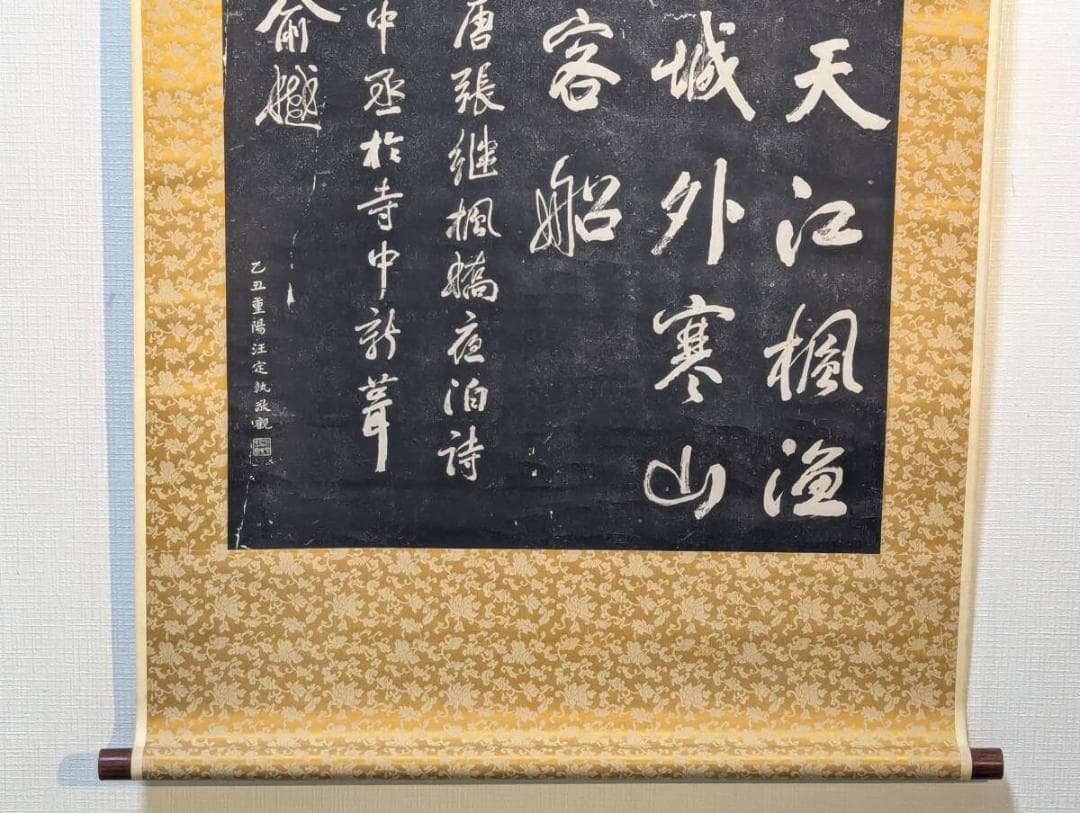 天江楓漁
城外寒山
客船
唐張繼楓橋夜泊詩
中丞於寺中新葺
俞樾
乙丑重陽汪定執敬觀